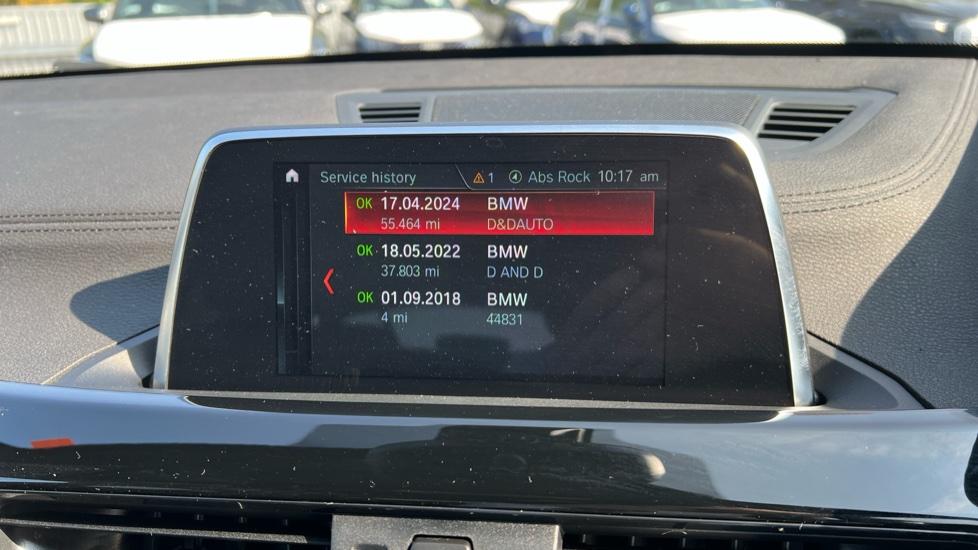 Service history 1 Abs Rock 10:17 am
OK 17.04.2024 BMW
55.464 mi D&DAUTO
OK 18.05.2022 BMW
37.803 mi D AND D
OK 01.09.2018 BMW
4 mi 44831